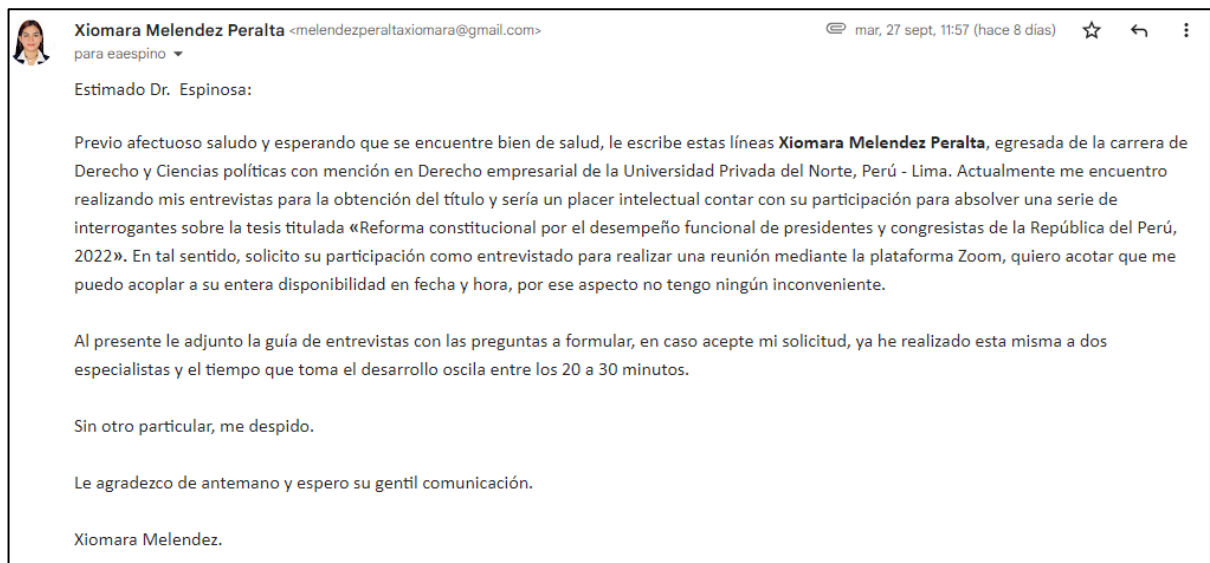 Xiomara Melendez Peralta <melendezperaltaxiomara@gmail.com>
mar, 27 sept, 11:57 (hace 8 días)
para eaespino
Estimado Dr. Espinosa:
Previo afectuoso saludo y esperando que se encuentre bien de salud, le escribe estas líneas Xiomara Melendez Peralta, egresada de la carrera de
Derecho y Ciencias políticas con mención en Derecho empresarial de la Universidad Privada del Norte, Perú - Lima. Actualmente me encuentro
realizando mis entrevistas para la obtención del título y sería un placer intelectual contar con su participación para absolver una serie de
interrogantes sobre la tesis titulada «Reforma constitucional por el desempeño funcional de presidentes y congresistas de la República del Perú,
2022». En tal sentido, solicito su participación como entrevistado para realizar una reunión mediante la plataforma Zoom, quiero acotar que me
puedo acoplar a su entera disponibilidad en fecha y hora, por ese aspecto no tengo ningún inconveniente.
Al presente le adjunto la guía de entrevistas con las preguntas a formular, en caso acepte mi solicitud, ya he realizado esta misma a dos
especialistas y el tiempo que toma el desarrollo oscila entre los 20 a 30 minutos.
Sin otro particular, me despido.
Le agradezco de antemano y espero su gentil comunicación.
Xiomara Melendez.